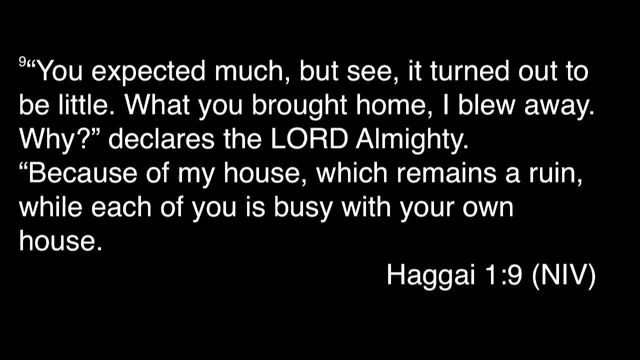 ⁹“You expected much, but see, it turned out to
be little. What you brought home, I blew away.
Why?” declares the LORD Almighty.
“Because of my house, which remains a ruin,
while each of you is busy with your own
house.
Haggai 1:9 (NIV)